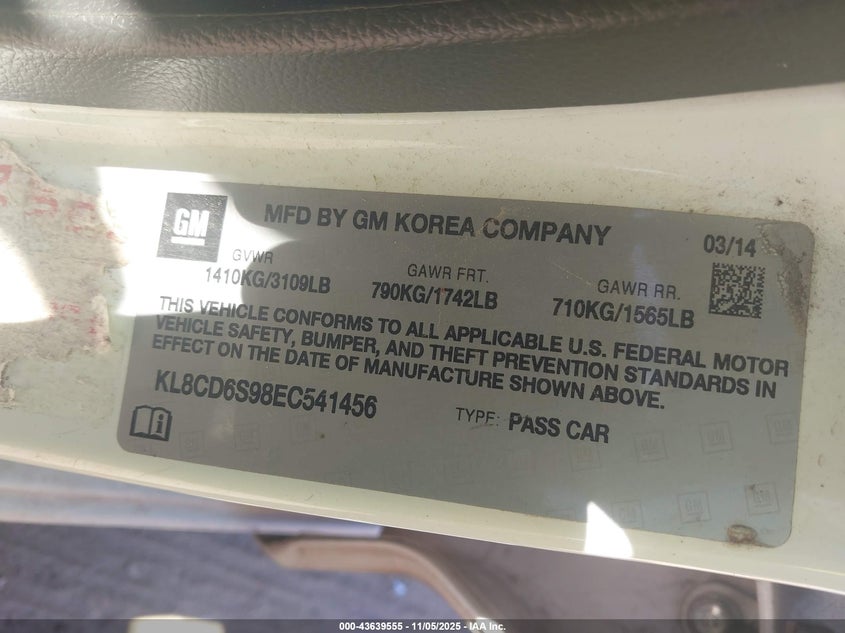 GM
MFD BY GM KOREA COMPANY
03/14
GVWR
1410KG/3109LB
GAWR FRT.
790KG/1742LB
GAWR RR.
710KG/1565LB
THIS VEHICLE CONFORMS TO ALL APPLICABLE U.S. FEDERAL MOTOR
VEHICLE SAFETY, BUMPER, AND THEFT PREVENTION STANDARDS IN
EFFECT ON THE DATE OF MANUFACTURE SHOWN ABOVE.
KL8CD6S98EC541456
TYPE: PASS CAR
000-43639555 - 11/05/2025 - IAA Inc.